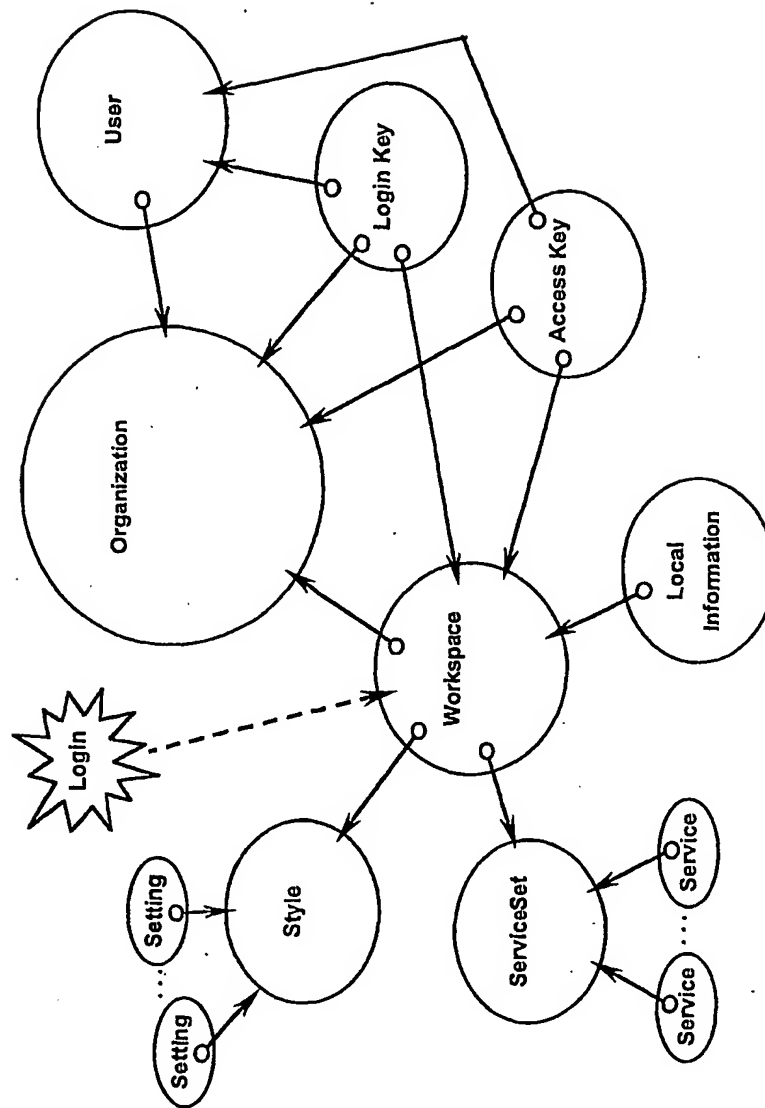 User
Login Key
Access Key
Organization
Local
Information
Workspace
Login
Style
Setting
....
Setting
ServiceSet
Service
....
Service